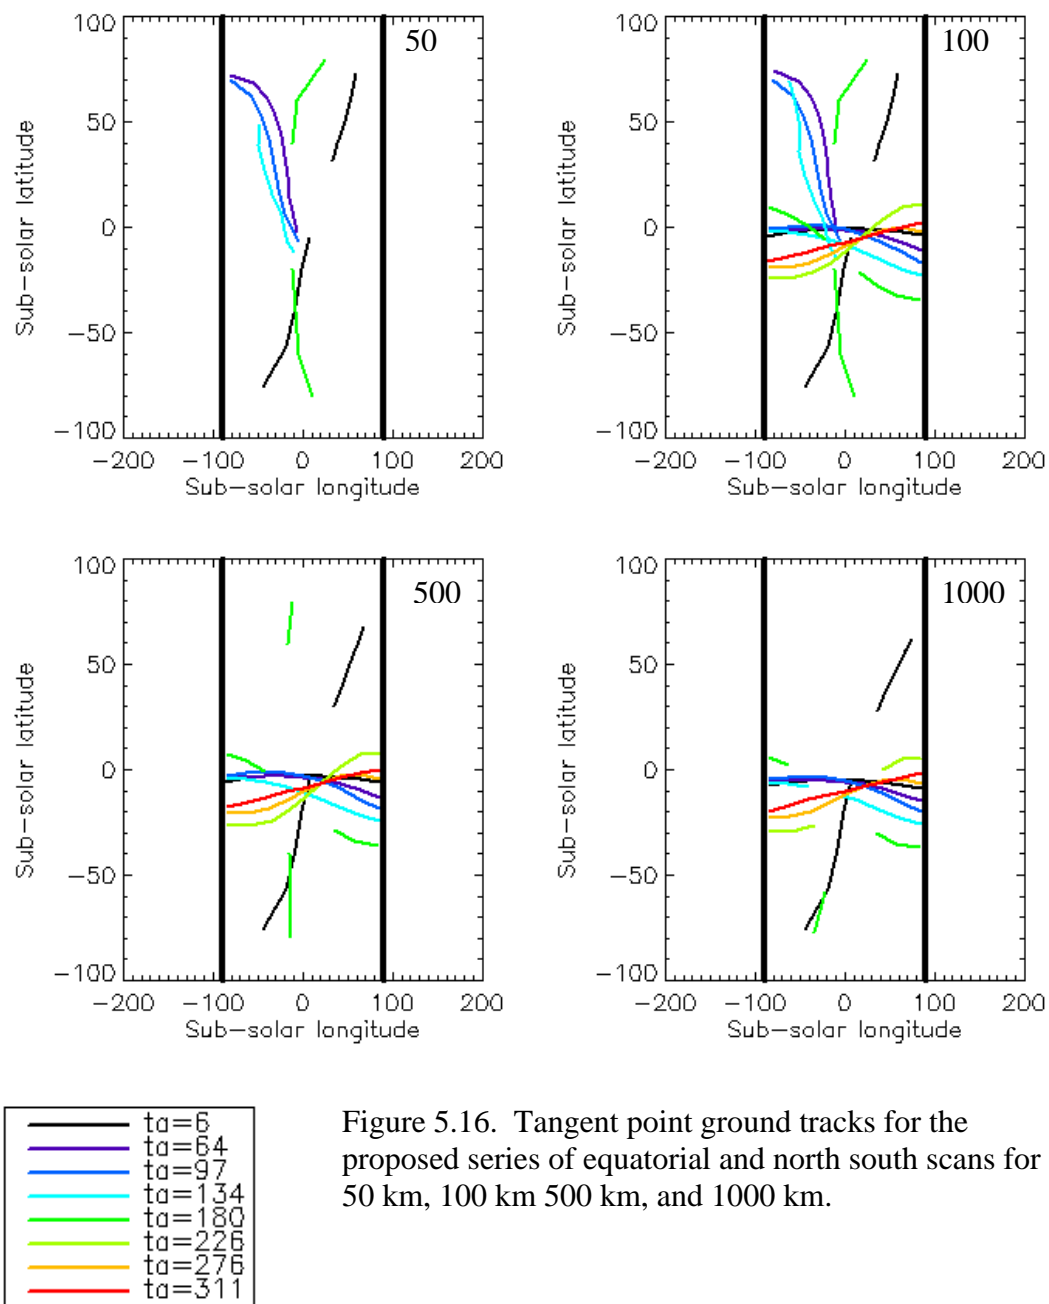 100
50
0
-50
-100
50
-200 -100 0 100 200
Sub-solar longitude
Sub-solar latitude
100
50
0
-50
-100
100
-200 -100 0 100 200
Sub-solar longitude
Sub-solar latitude
100
50
0
-50
-100
500
-200 -100 0 100 200
Sub-solar longitude
Sub-solar latitude
100
50
0
-50
-100
1000
-200 -100 0 100 200
Sub-solar longitude
Sub-solar latitude
ta=6
ta=64
ta=97
ta=134
ta=180
ta=226
ta=276
ta=311
Figure 5.16. Tangent point ground tracks for the
proposed series of equatorial and north south scans for
50 km, 100 km 500 km, and 1000 km.